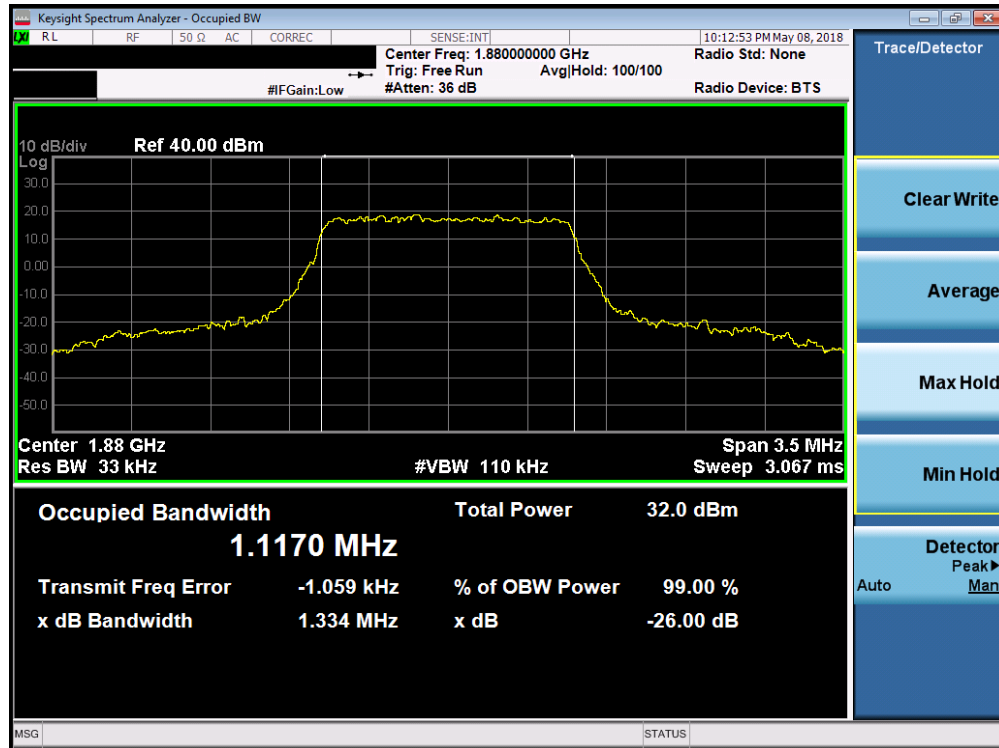 Keysight Spectrum Analyzer - Occupied BW
LXI RL RF 50 Ω AC CORREC SENSE:INT 10:12:53 PM May 08, 2018
Center Freq: 1.880000000 GHz Radio Std: None
Trig: Free Run Avg|Hold: 100/100
#IFGain:Low #Atten: 36 dB Radio Device: BTS
10 dB/div Ref 40.00 dBm
Log
30.0
20.0
10.0
0.00
-10.0
-20.0
-30.0
-40.0
-50.0
Center 1.88 GHz Span 3.5 MHz
Res BW 33 kHz #VBW 110 kHz Sweep 3.067 ms
Occupied Bandwidth Total Power 32.0 dBm
1.1170 MHz
Transmit Freq Error -1.059 kHz % of OBW Power 99.00 %
x dB Bandwidth 1.334 MHz x dB -26.00 dB
MSG STATUS
Trace/Detector
Clear Write
Average
Max Hold
Min Hold
Detector
Peak▶
Auto Man